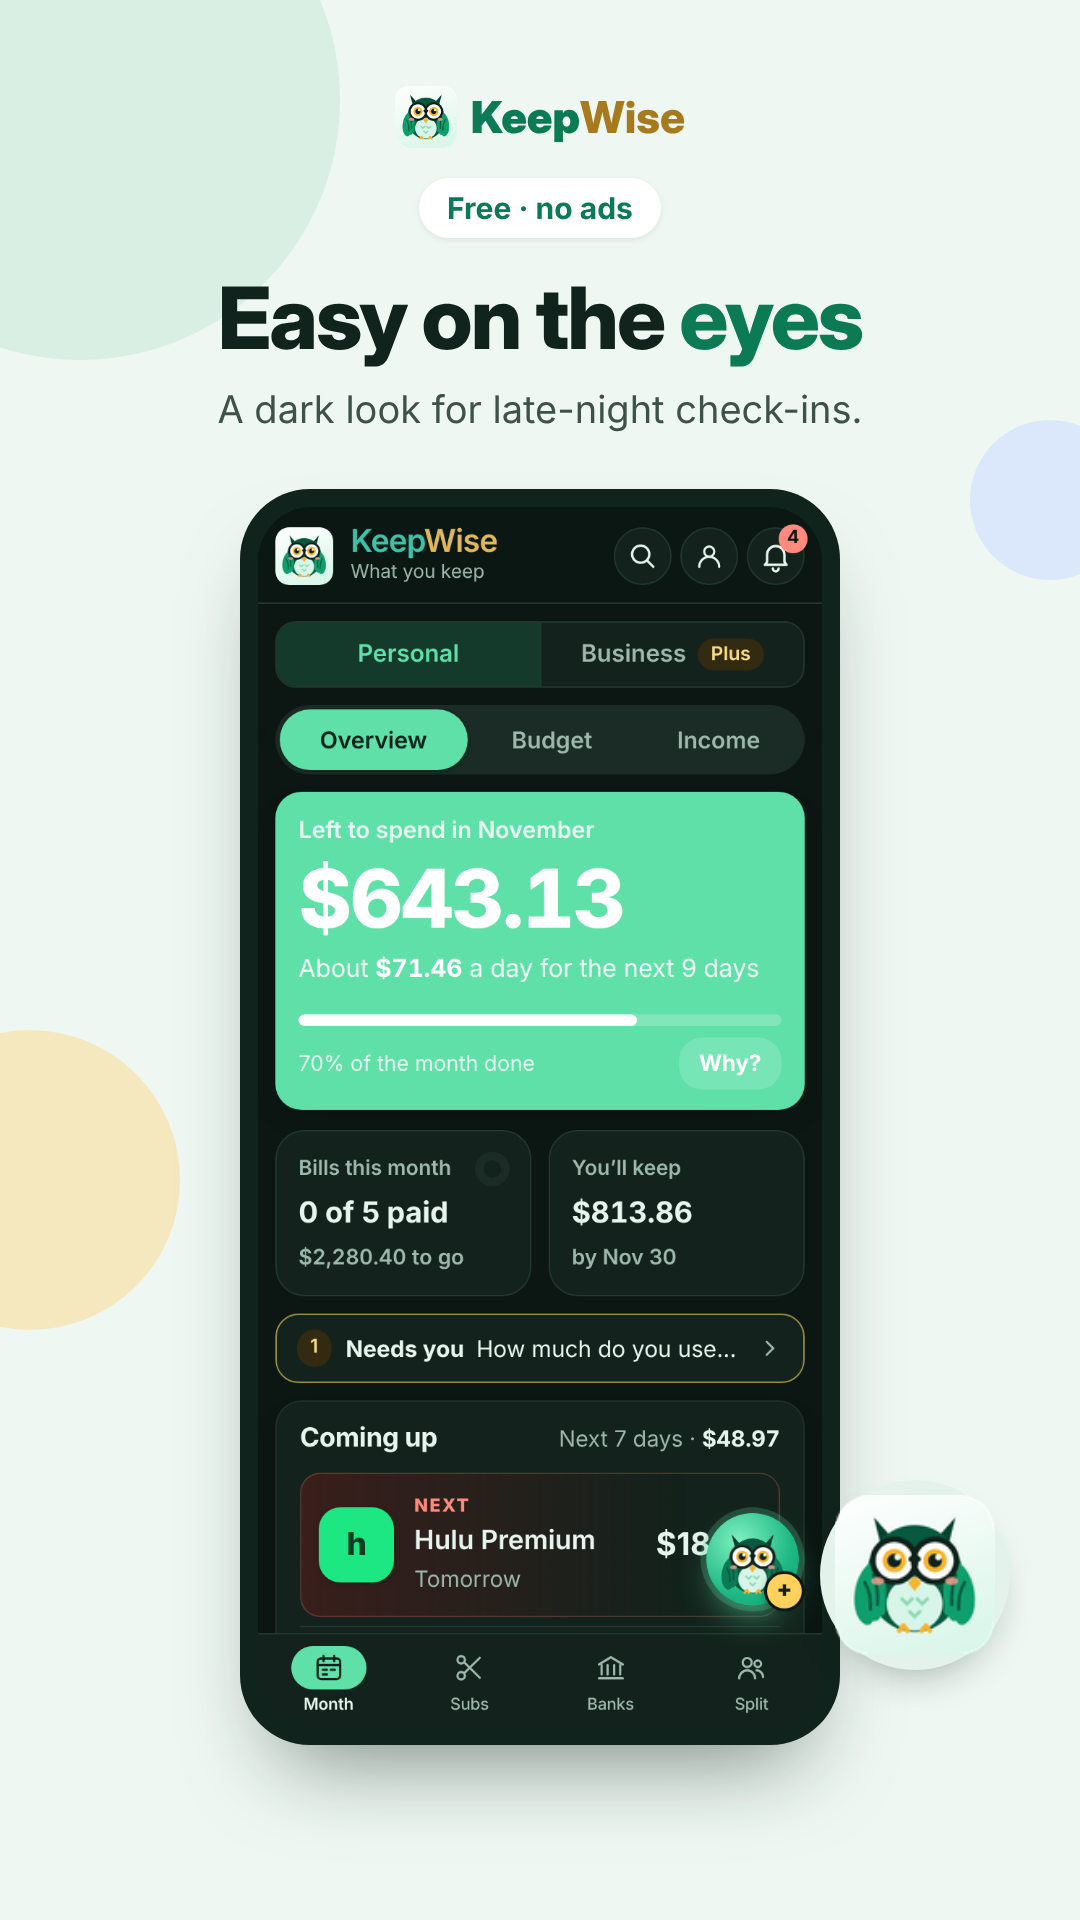 KeepWise
Free · no ads
Easy on the eyes
A dark look for late-night check-ins.
KeepWise
What you keep
4
Personal
Business Plus
Overview Budget Income
Left to spend in November
$643.13
About $71.46 a day for the next 9 days
70% of the month done
Why?
Bills this month
0 of 5 paid
$2,280.40 to go
You'll keep
$813.86
by Nov 30
1 Needs you How much do you use...
Coming up
Next 7 days · $48.97
NEXT
h
Hulu Premium
$18
Tomorrow
+
Month Subs Banks Split